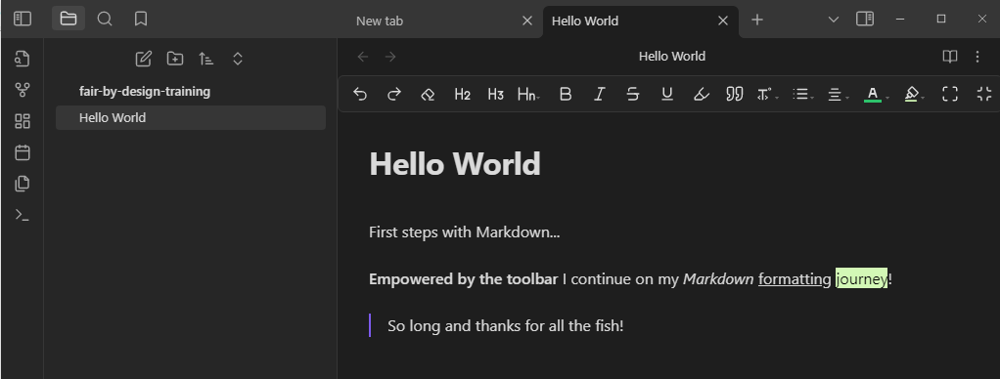 New tab
Hello World
Hello World
fair-by-design-training
Hello World
H2 H3 Hn B I S U T A
Hello World
First steps with Markdown...
Empowered by the toolbar I continue on my Markdown formatting journey!
So long and thanks for all the fish!